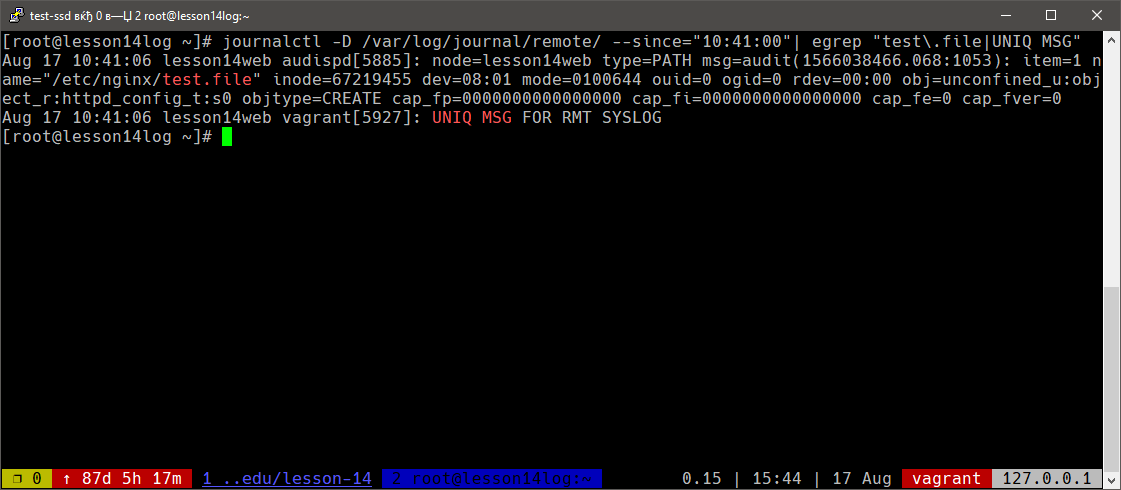 test-ssd вќђ 0 в—Џ 2 root@lesson14log:~
[root@lesson14log ~]# journalctl -D /var/log/journal/remote/ --since="10:41:00"| egrep "test\.file|UNIQ MSG"
Aug 17 10:41:06 lesson14web audispd[5885]: node=lesson14web type=PATH msg=audit(1566038466.068:1053): item=1 n
ame="/etc/nginx/test.file" inode=67219455 dev=08:01 mode=0100644 ouid=0 ogid=0 rdev=00:00 obj=unconfined_u:obj
ect_r:httpd_config_t:s0 objtype=CREATE cap_fp=0000000000000000 cap_fi=0000000000000000 cap_fe=0 cap_fver=0
Aug 17 10:41:06 lesson14web vagrant[5927]: UNIQ MSG FOR RMT SYSLOG
[root@lesson14log ~]#
❐ 0 ↑ 87d 5h 17m 1 ..edu/lesson-14 2 root@lesson14log:~ 0.15 | 15:44 | 17 Aug vagrant 127.0.0.1